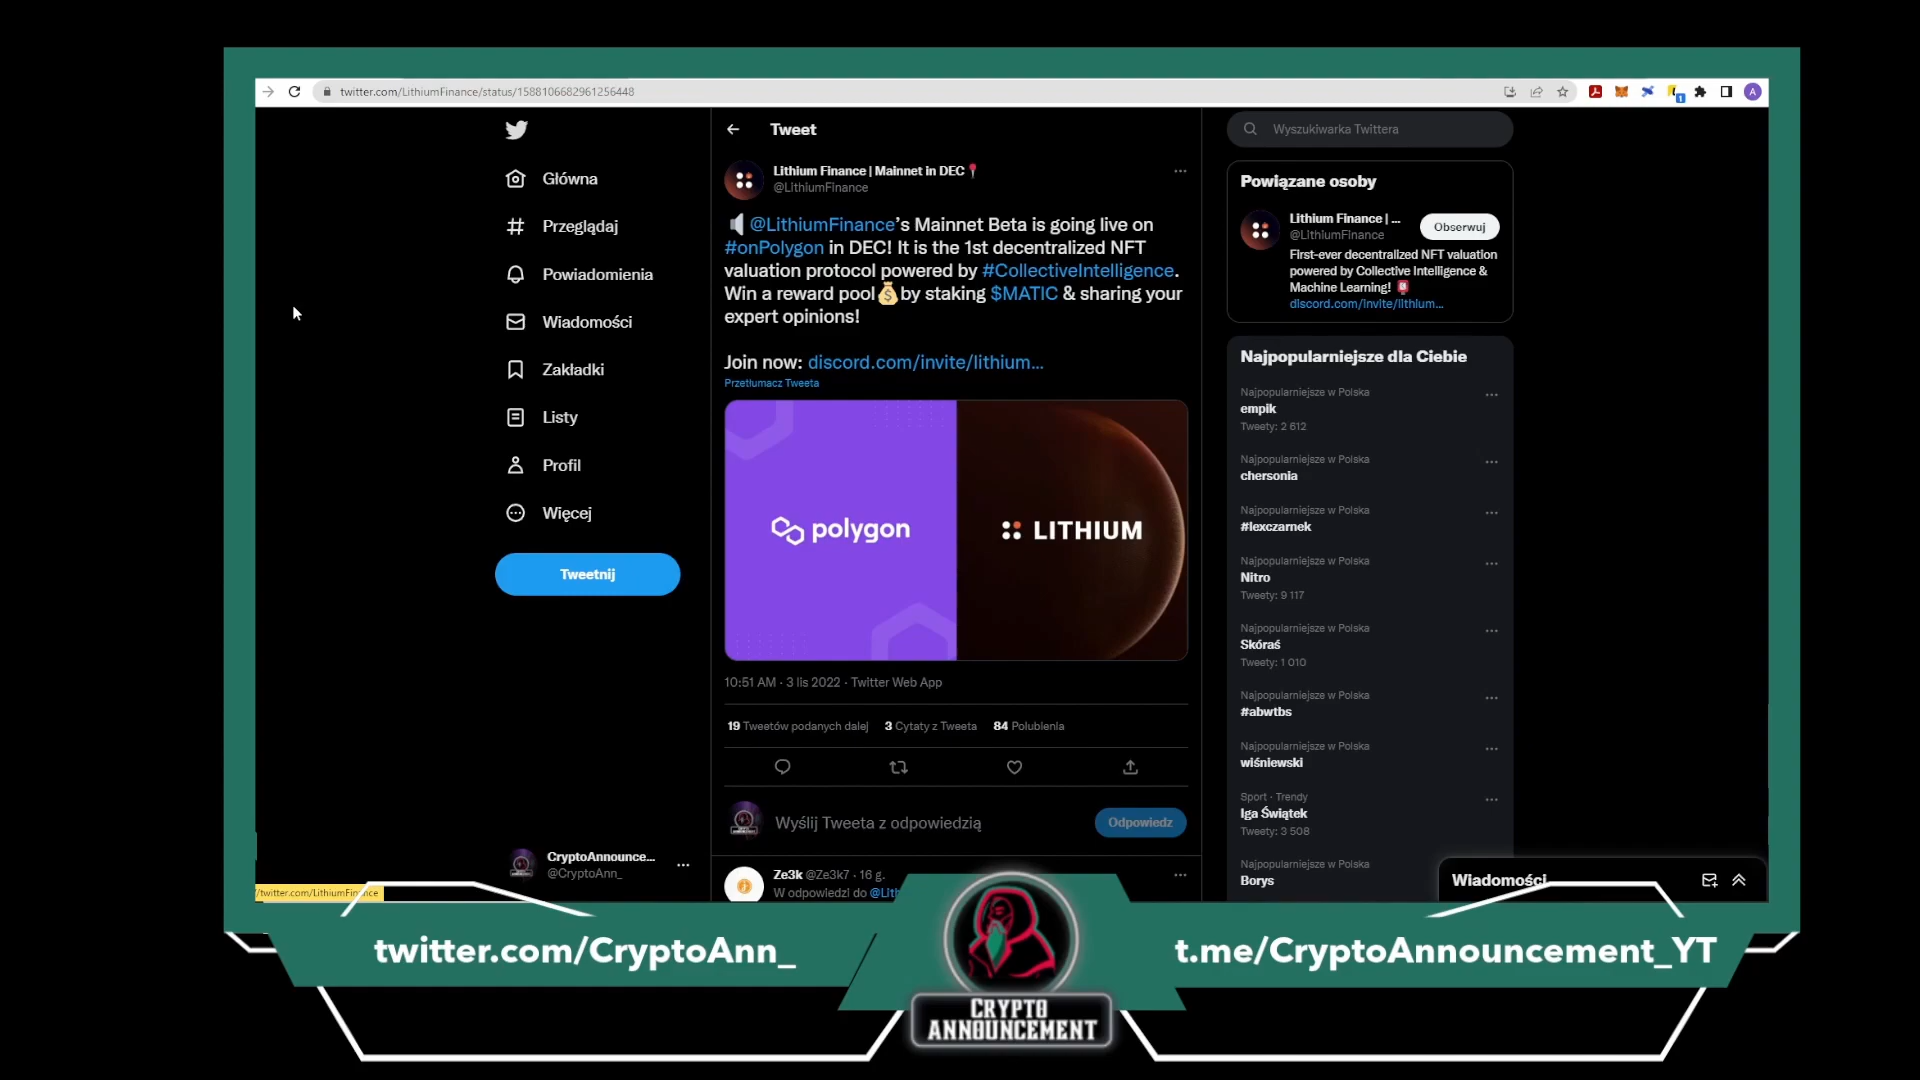 twitter.com/LithiumFinance/status/1588106682961256448
A
Główna
Przeglądaj
Powiadomienia
Wiadomości
Zakładki
Listy
Profil
Więcej
Tweetnij
CryptoAnnounce...
@CryptoAnn_
/twitter.com/LithiumFinance
Tweet
Lithium Finance | Mainnet in DEC📍
@LithiumFinance
🔈@LithiumFinance's Mainnet Beta is going live on
#onPolygon in DEC! It is the 1st decentralized NFT
valuation protocol powered by #CollectiveIntelligence.
Win a reward pool💰by staking $MATIC & sharing your
expert opinions!
Join now: discord.com/invite/lithium...
Przetłumacz Tweeta
polygon
LITHIUM
10:51 AM · 3 lis 2022 · Twitter Web App
19 Tweetów podanych dalej 3 Cytaty z Tweeta 84 Polubienia
Wyślij Tweeta z odpowiedzią
Odpowiedz
Ze3k @Ze3k7 · 16 g.
W odpowiedzi do @Lith
Wyszukiwarka Twittera
Powiązane osoby
Lithium Finance | ...
@LithiumFinance
Obserwuj
First-ever decentralized NFT valuation
powered by Collective Intelligence &
Machine Learning!
discord.com/invite/lithium...
Najpopularniejsze dla Ciebie
Najpopularniejsze w Polska
empik
Tweety: 2 612
Najpopularniejsze w Polska
chersonia
Najpopularniejsze w Polska
#lexczarnek
Najpopularniejsze w Polska
Nitro
Tweety: 9 117
Najpopularniejsze w Polska
Skóraś
Tweety: 1 010
Najpopularniejsze w Polska
#abwtbs
Najpopularniejsze w Polska
wiśniewski
Sport · Trendy
Iga Świątek
Tweety: 3 508
Najpopularniejsze w Polska
Borys
Wiadomości
twitter.com/CryptoAnn_
CRYPTO
ANNOUNCEMENT
t.me/CryptoAnnouncement_YT